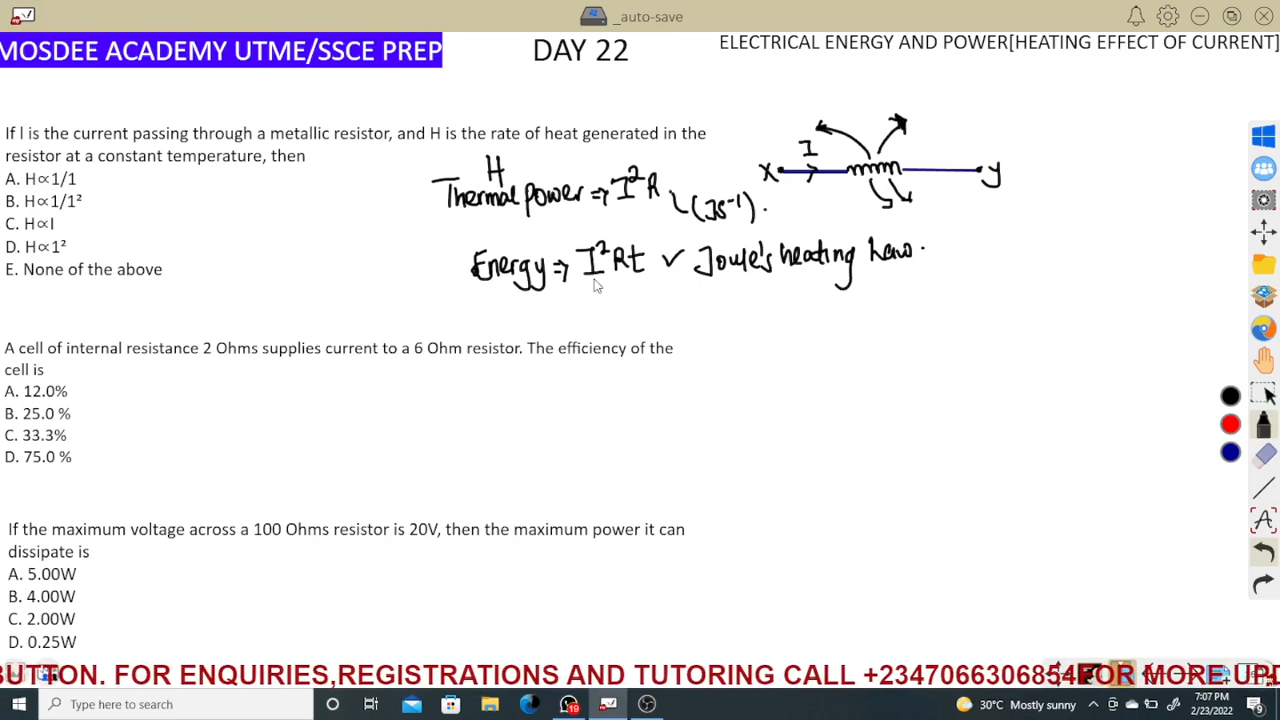 _auto-save
MOSDEE ACADEMY UTME/SSCE PREP
DAY 22
ELECTRICAL ENERGY AND POWER[HEATING EFFECT OF CURRENT]
If I is the current passing through a metallic resistor, and H is the rate of heat generated in the
resistor at a constant temperature, then
A. H∝1/1
B. H∝1/1²
C. H∝I
D. H∝1²
E. None of the above
H
Thermal power ⇒ I²R
(Js⁻¹).
Energy ⇒ I²Rt ✓ Joule's heating Law.
X
I
y
A cell of internal resistance 2 Ohms supplies current to a 6 Ohm resistor. The efficiency of the
cell is
A. 12.0%
B. 25.0 %
C. 33.3%
D. 75.0 %
If the maximum voltage across a 100 Ohms resistor is 20V, then the maximum power it can
dissipate is
A. 5.00W
B. 4.00W
C. 2.00W
D. 0.25W
BUTTON. FOR ENQUIRIES,REGISTRATIONS AND TUTORING CALL +2347066306854FOR MORE
Type here to search
19
30°C Mostly sunny
7:07 PM
2/23/2022
9
A